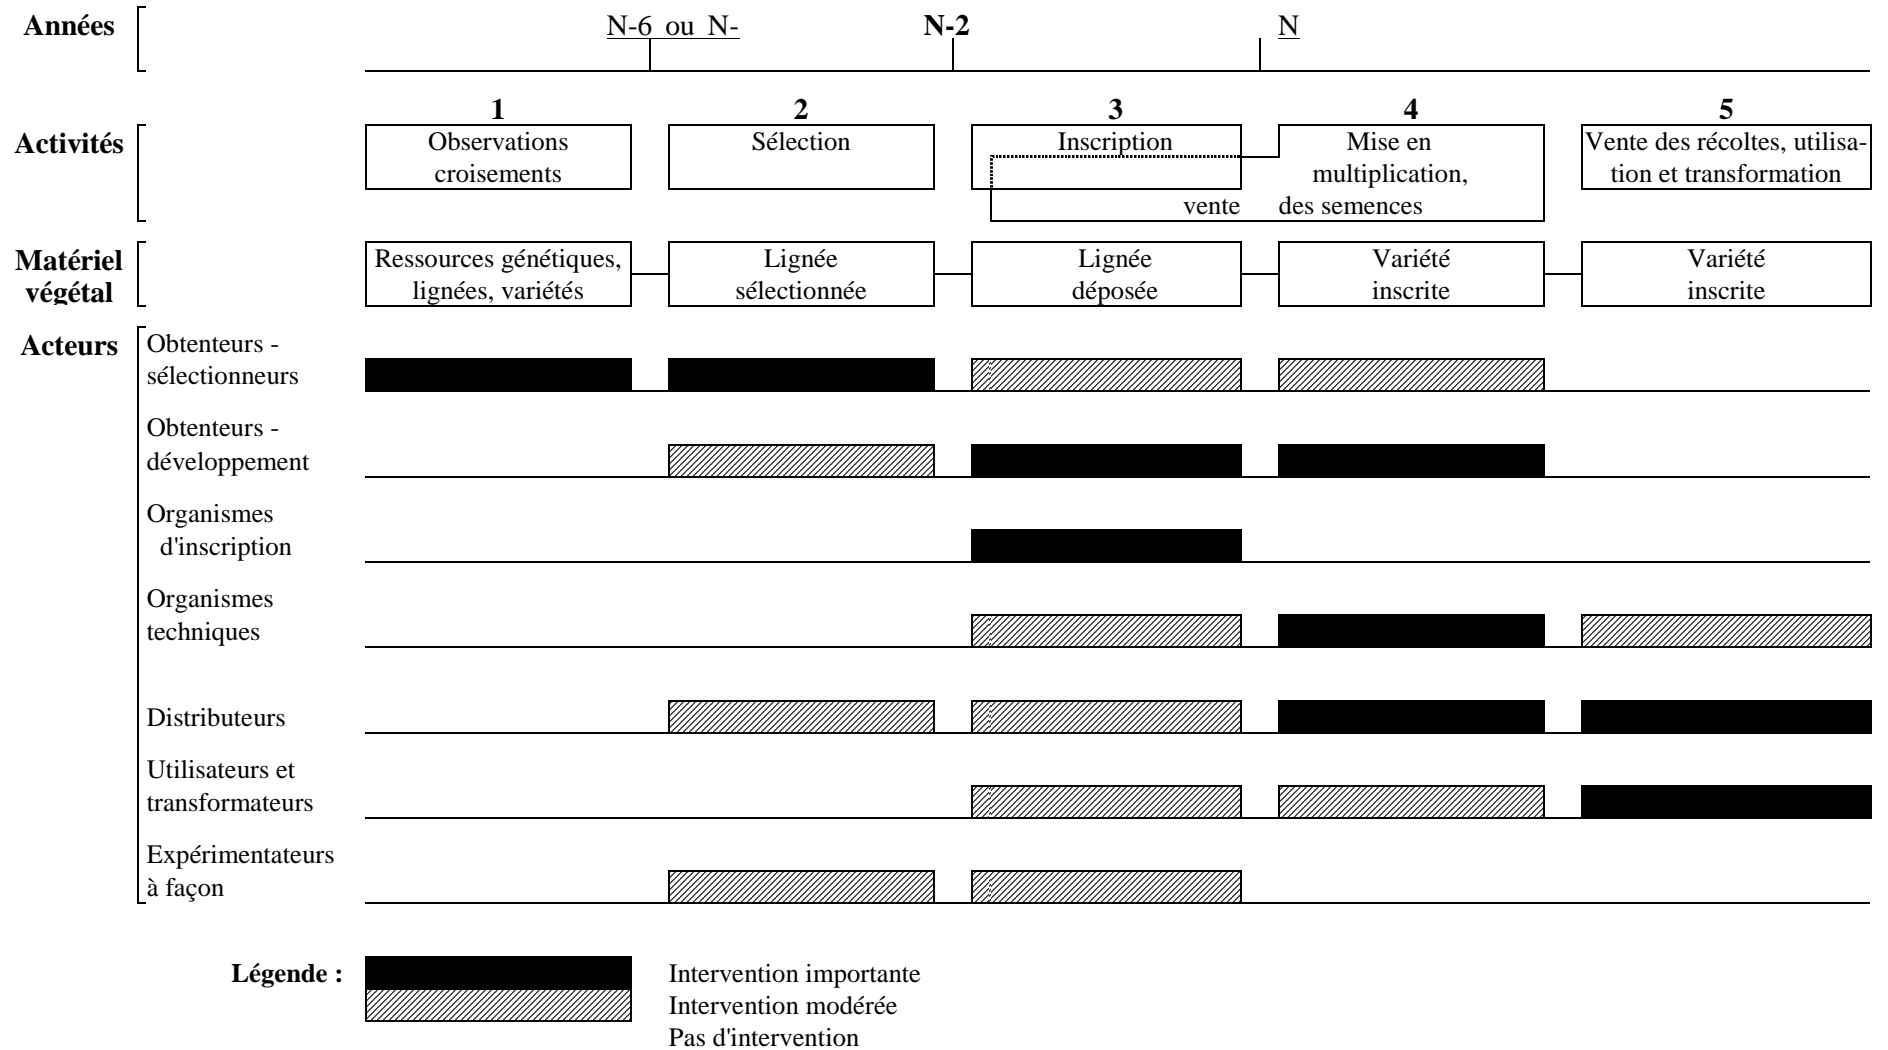 Années
N-6 ou N-
N-2
N
1
2
3
4
5
Activités
Observations
croisements
Sélection
Inscription
Mise en
multiplication,
vente des semences
Vente des récoltes, utilisa-
tion et transformation
Matériel
végétal
Ressources génétiques,
lignées, variétés
Lignée
sélectionnée
Lignée
déposée
Variété
inscrite
Variété
inscrite
Acteurs
Obtenteurs -
sélectionneurs
Obtenteurs -
développement
Organismes
d'inscription
Organismes
techniques
Distributeurs
Utilisateurs et
transformateurs
Expérimentateurs
à façon
Légende :
Intervention importante
Intervention modérée
Pas d'intervention